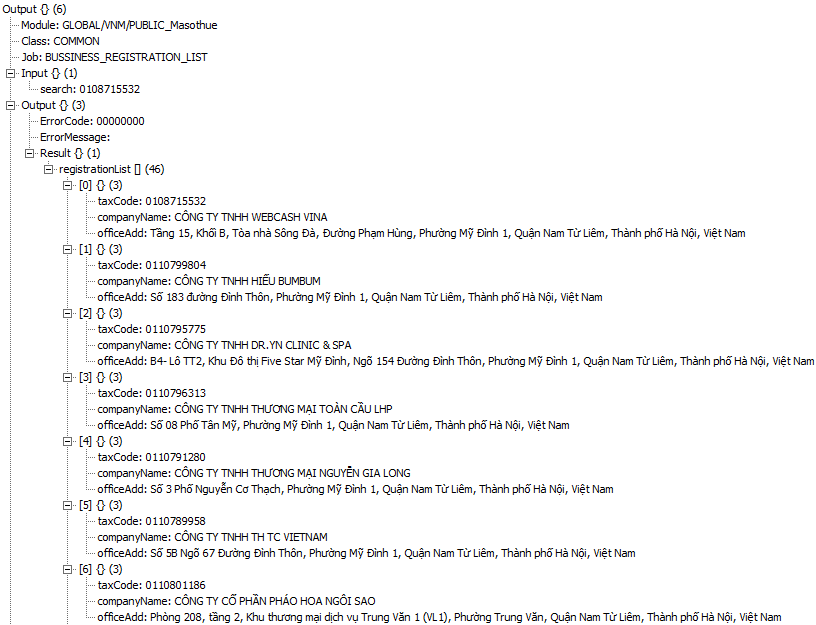 Output {} (6)
Module: GLOBAL/VNM/PUBLIC_Masothue
Class: COMMON
Job: BUSSINESS_REGISTRATION_LIST
Input {} (1)
search: 0108715532
Output {} (3)
ErrorCode: 00000000
ErrorMessage:
Result {} (1)
registrationList [] (46)
[0] {} (3)
taxCode: 0108715532
companyName: CÔNG TY TNHH WEBCASH VINA
officeAdd: Tầng 15, Khối B, Tòa nhà Sông Đà, Đường Phạm Hùng, Phường Mỹ Đình 1, Quận Nam Từ Liêm, Thành phố Hà Nội, Việt Nam
[1] {} (3)
taxCode: 0110799804
companyName: CÔNG TY TNHH HIẾU BUMBUM
officeAdd: Số 183 đường Đình Thôn, Phường Mỹ Đình 1, Quận Nam Từ Liêm, Thành phố Hà Nội, Việt Nam
[2] {} (3)
taxCode: 0110795775
companyName: CÔNG TY TNHH DR.YN CLINIC & SPA
officeAdd: B4- Lô TT2, Khu Đô thị Five Star Mỹ Đình, Ngõ 154 Đường Đình Thôn, Phường Mỹ Đình 1, Quận Nam Từ Liêm, Thành phố Hà Nội, Việt Nam
[3] {} (3)
taxCode: 0110796313
companyName: CÔNG TY TNHH THƯƠNG MẠI TOÀN CẦU LHP
officeAdd: Số 08 Phố Tân Mỹ, Phường Mỹ Đình 1, Quận Nam Từ Liêm, Thành phố Hà Nội, Việt Nam
[4] {} (3)
taxCode: 0110791280
companyName: CÔNG TY TNHH THƯƠNG MẠI NGUYỄN GIA LONG
officeAdd: Số 3 Phố Nguyễn Cơ Thạch, Phường Mỹ Đình 1, Quận Nam Từ Liêm, Thành phố Hà Nội, Việt Nam
[5] {} (3)
taxCode: 0110789958
companyName: CÔNG TY TNHH TH TC VIETNAM
officeAdd: Số 5B Ngõ 67 Đường Đình Thôn, Phường Mỹ Đình 1, Quận Nam Từ Liêm, Thành phố Hà Nội, Việt Nam
[6] {} (3)
taxCode: 0110801186
companyName: CÔNG TY CỔ PHẦN PHÁO HOA NGÔI SAO
officeAdd: Phòng 208, tầng 2, Khu thương mại dịch vụ Trung Văn 1 (VL1), Phường Trung Văn, Quận Nam Từ Liêm, Thành phố Hà Nội, Việt Nam